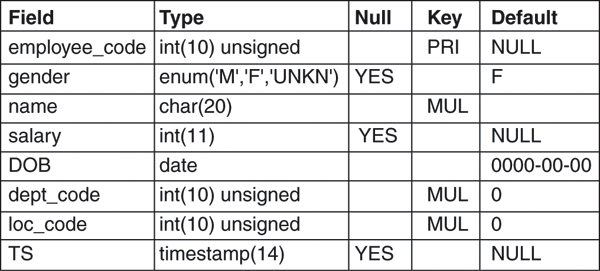 Field Type Null Key Default
employee_code int(10) unsigned PRI NULL
gender enum('M','F','UNKN') YES F
name char(20) MUL
salary int(11) YES NULL
DOB date 0000-00-00
dept_code int(10) unsigned MUL 0
loc_code int(10) unsigned MUL 0
TS timestamp(14) YES NULL